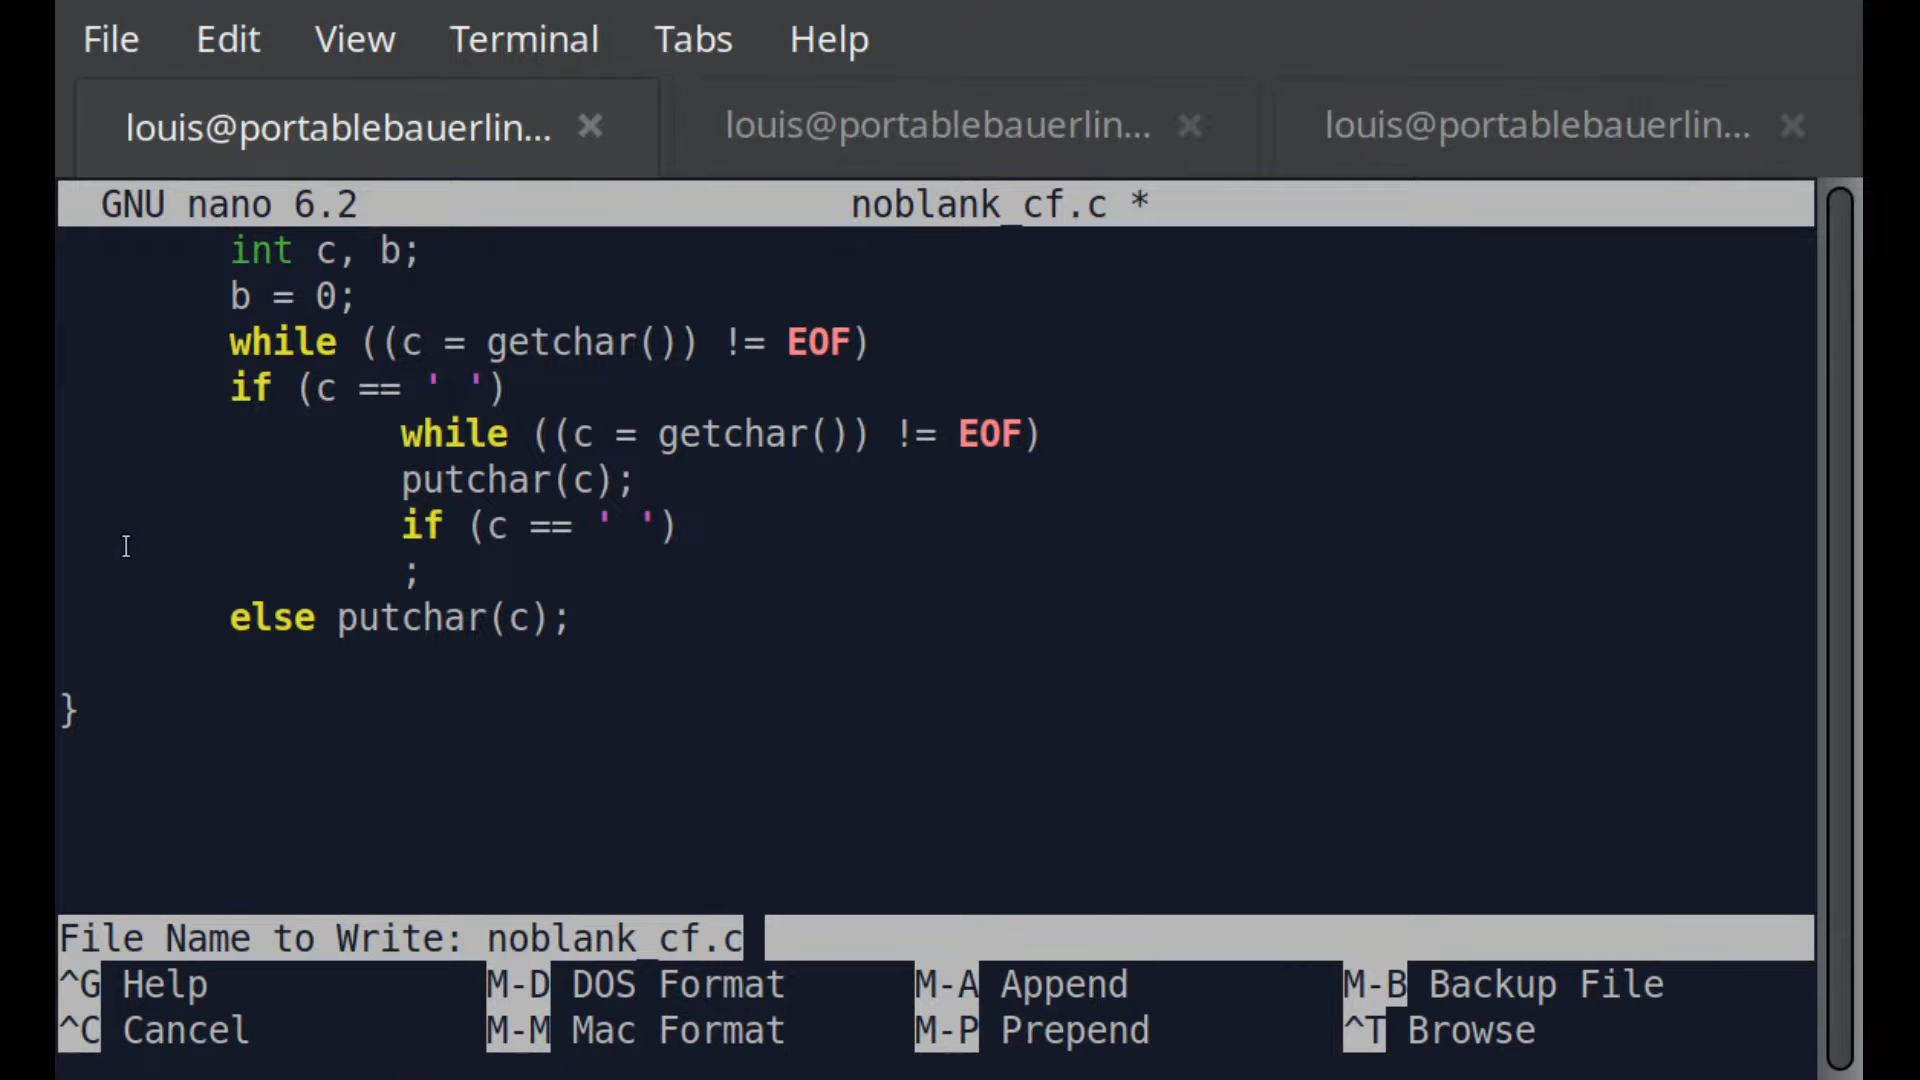 File Edit View Terminal Tabs Help
louis@portablebauerlin... × louis@portablebauerlin... × louis@portablebauerlin... ×
GNU nano 6.2 noblank_cf.c *
int c, b;
b = 0;
while ((c = getchar()) != EOF)
if (c == ' ')
while ((c = getchar()) != EOF)
putchar(c);
if (c == ' ')
;
else putchar(c);
}
File Name to Write: noblank_cf.c
^G Help M-D DOS Format M-A Append M-B Backup File
^C Cancel M-M Mac Format M-P Prepend ^T Browse